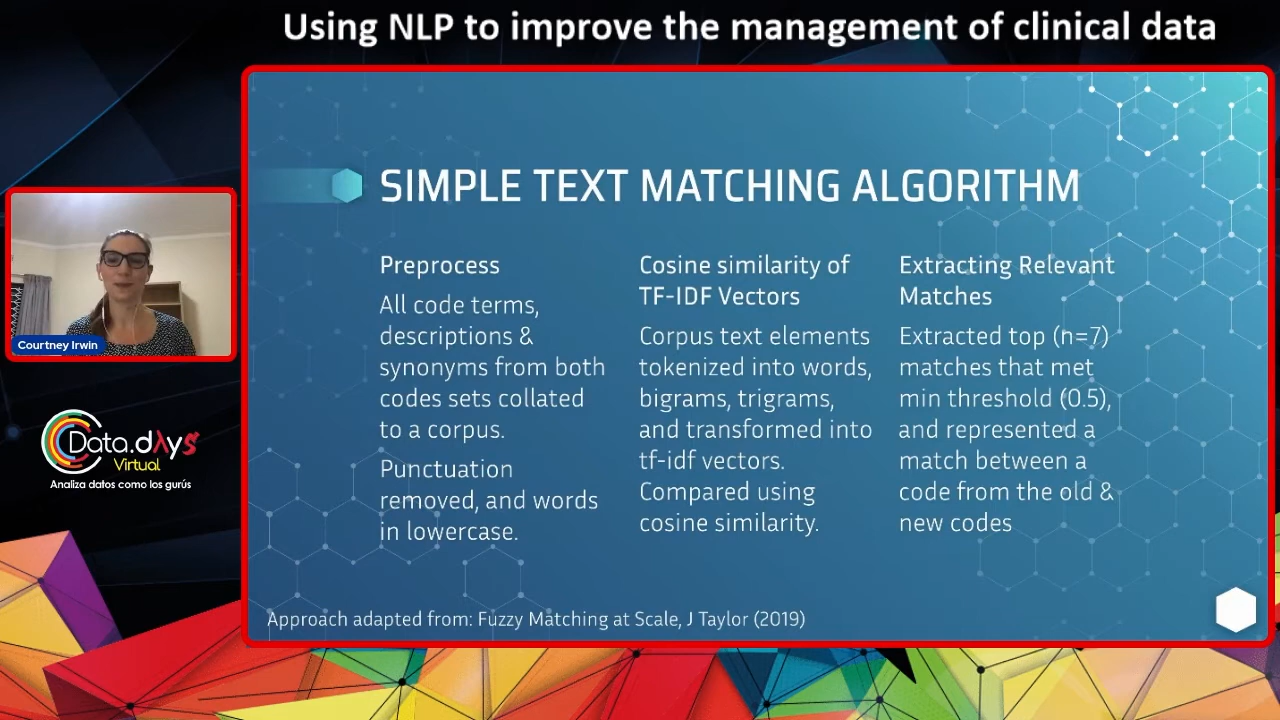 Using NLP to improve the management of clinical data
SIMPLE TEXT MATCHING ALGORITHM
Preprocess
All code terms,
descriptions &
synonyms from both
codes sets collated
to a corpus.
Punctuation
removed, and words
in lowercase.
Cosine similarity of
TF-IDF Vectors
Corpus text elements
tokenized into words,
bigrams, trigrams,
and transformed into
tf-idf vectors.
Compared using
cosine similarity.
Extracting Relevant
Matches
Extracted top (n=7)
matches that met
min threshold (0.5),
and represented a
match between a
code from the old &
new codes
Approach adapted from: Fuzzy Matching at Scale, J Taylor (2019)
Courtney Irwin
Data.dAys
Virtual
Analiza datos como los gurús